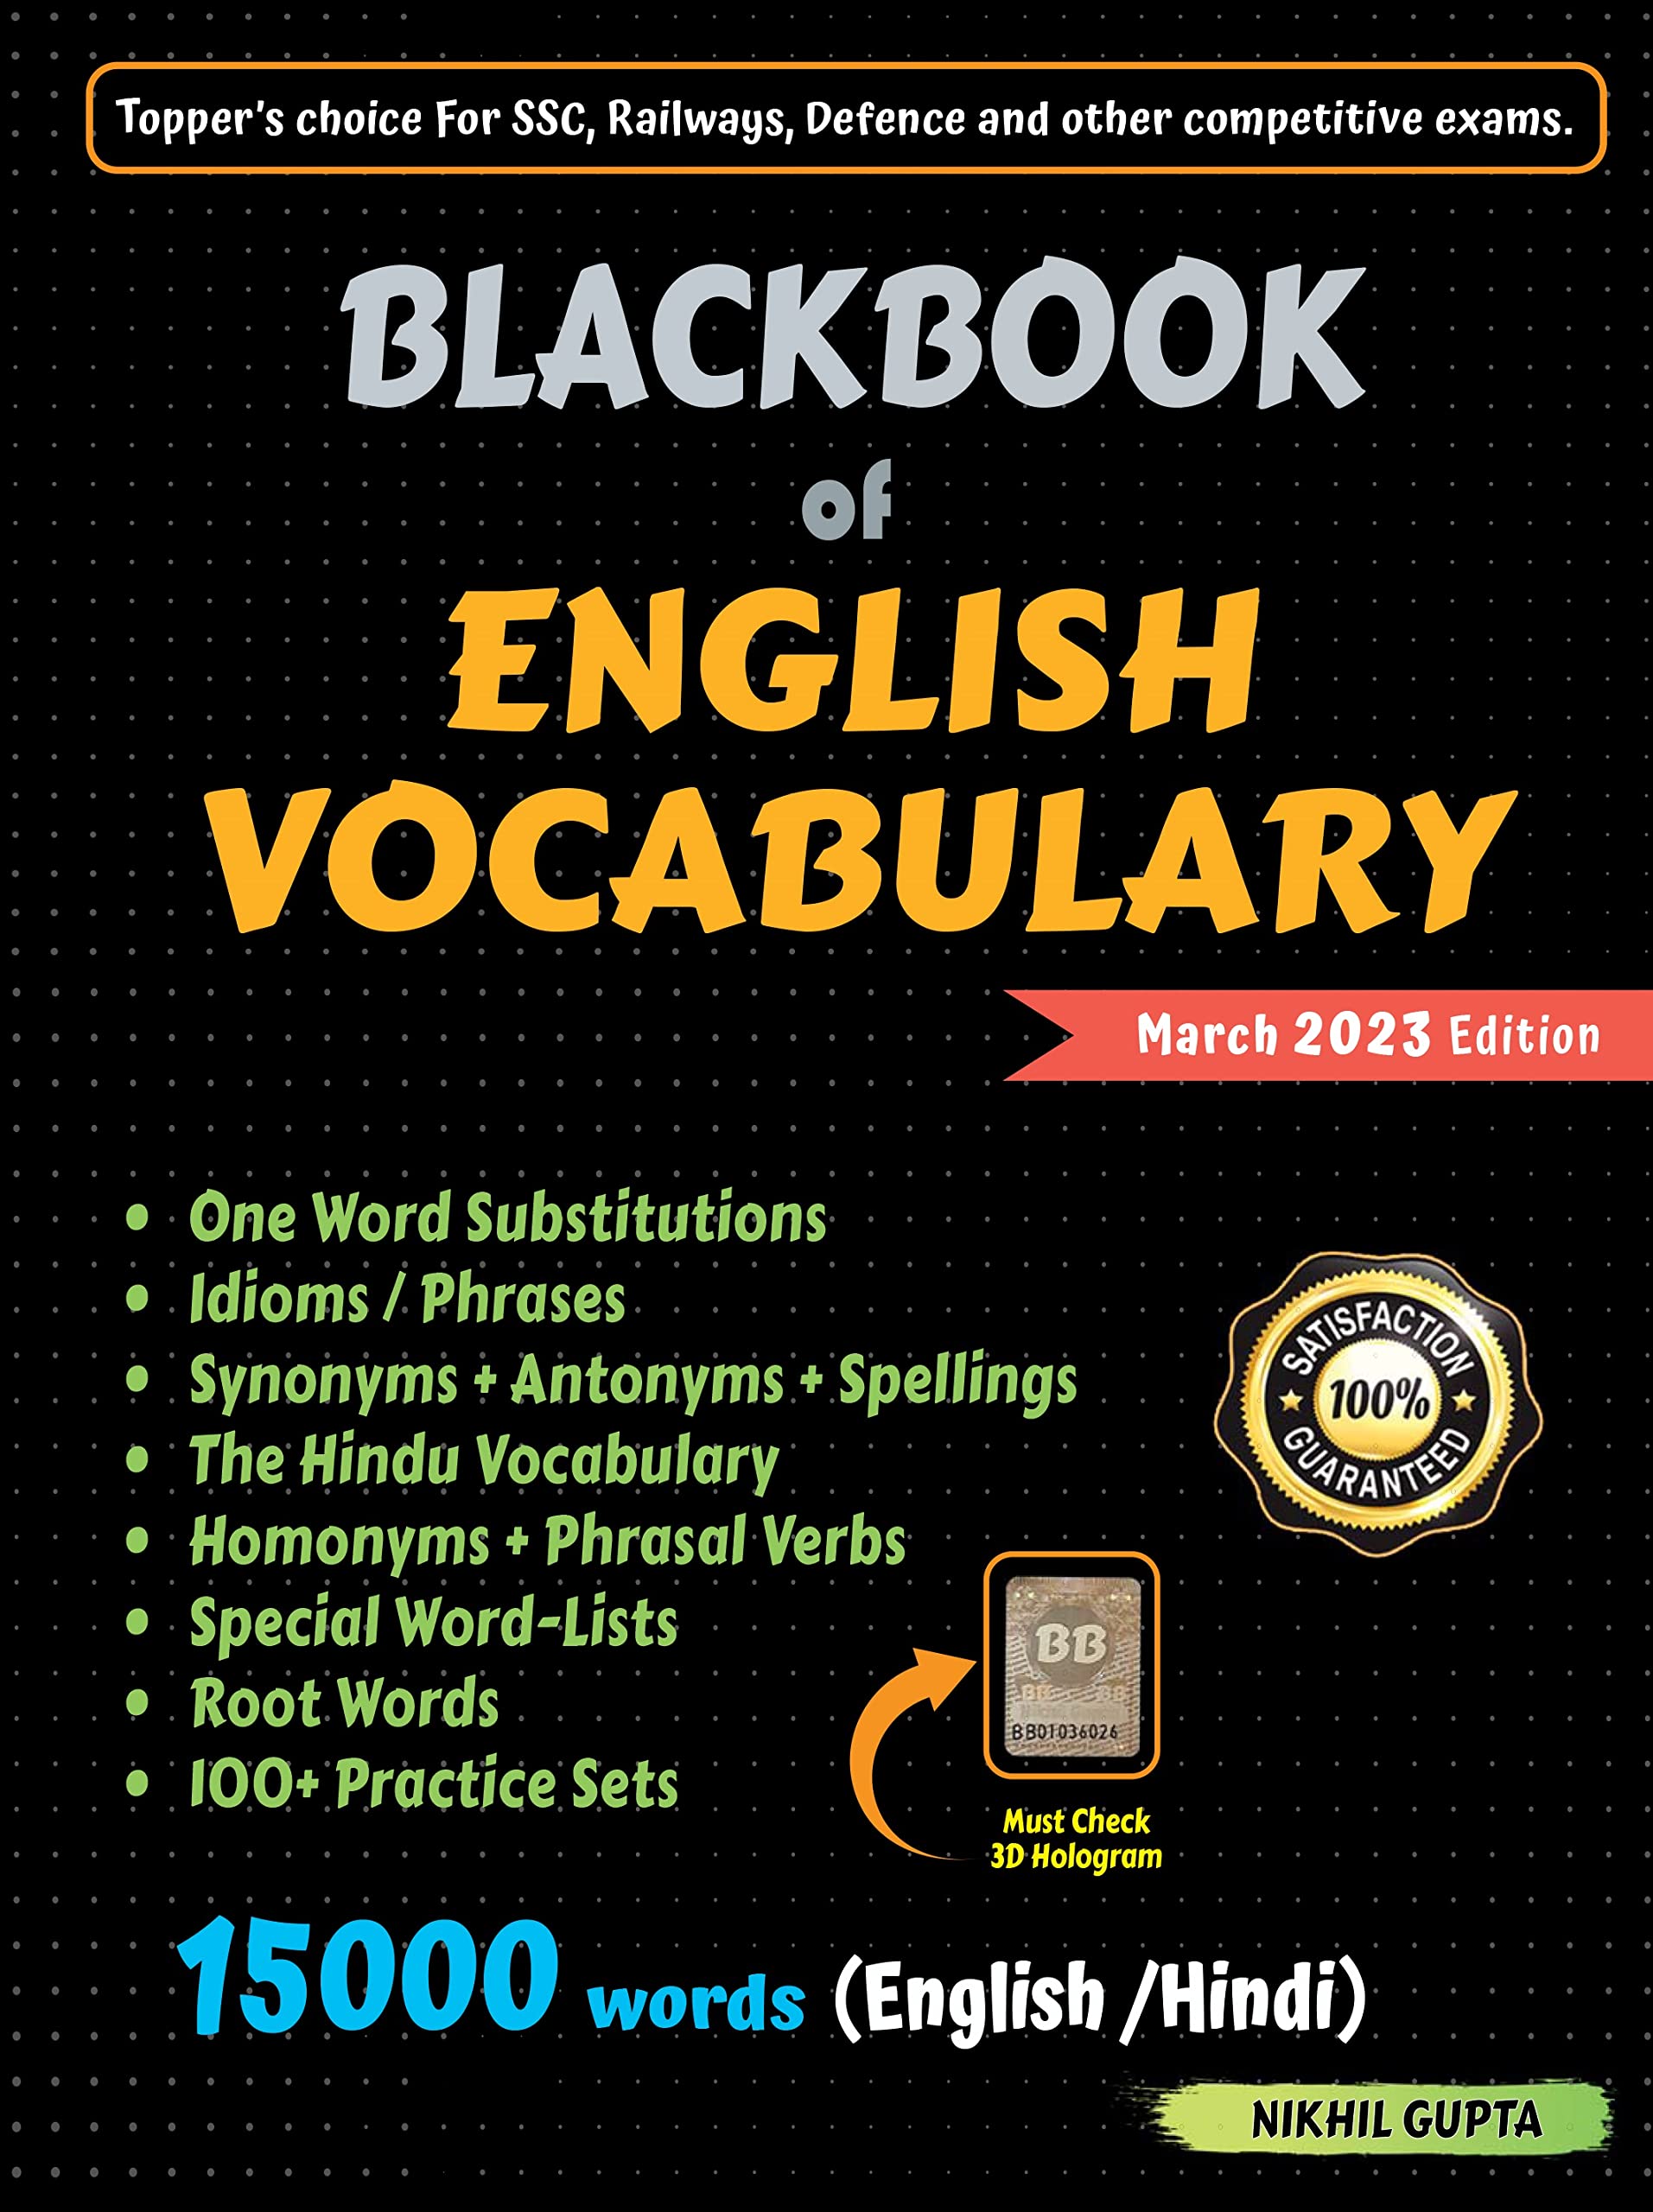 Topper's choice For SSC, Railways, Defence and other competitive exams.
BLACKBOOK
of
ENGLISH
VOCABULARY
March 2023 Edition
• One Word Substitutions
• Idioms / Phrases
• Synonyms + Antonyms + Spellings
• The Hindu Vocabulary
• Homonyms + Phrasal Verbs
• Special Word-Lists
• Root Words
• 100+ Practice Sets
SATISFACTION
100%
GUARANTEED
BB
BB BB
BB01036026
Must Check
3D Hologram
15000 words (English /Hindi)
NIKHIL GUPTA